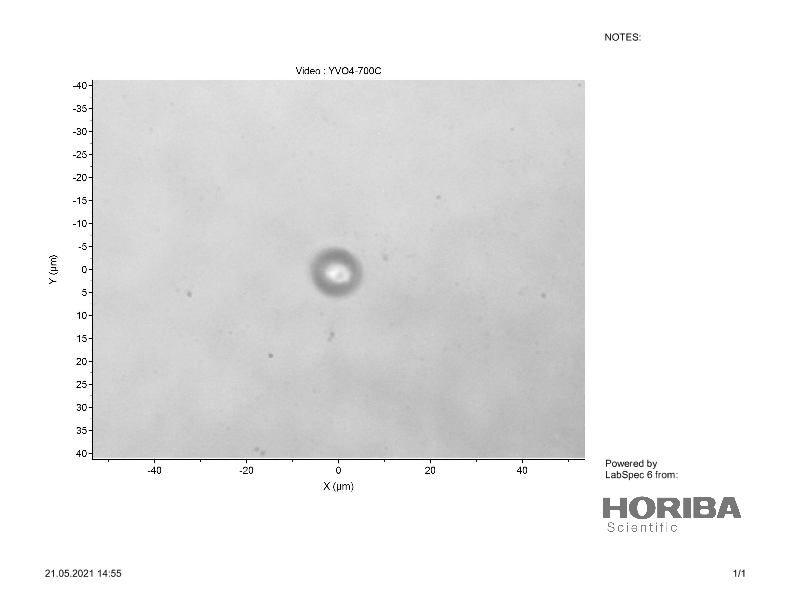 NOTES:
Video : YVO4-700C
-40
-35
-30
-25
-20
-15
-10
-5
0
5
10
15
20
25
30
35
40
Y (µm)
-40 -20 0 20 40
X (µm)
Powered by
LabSpec 6 from:
HORIBA
Scientific
21.05.2021 14:55
1/1